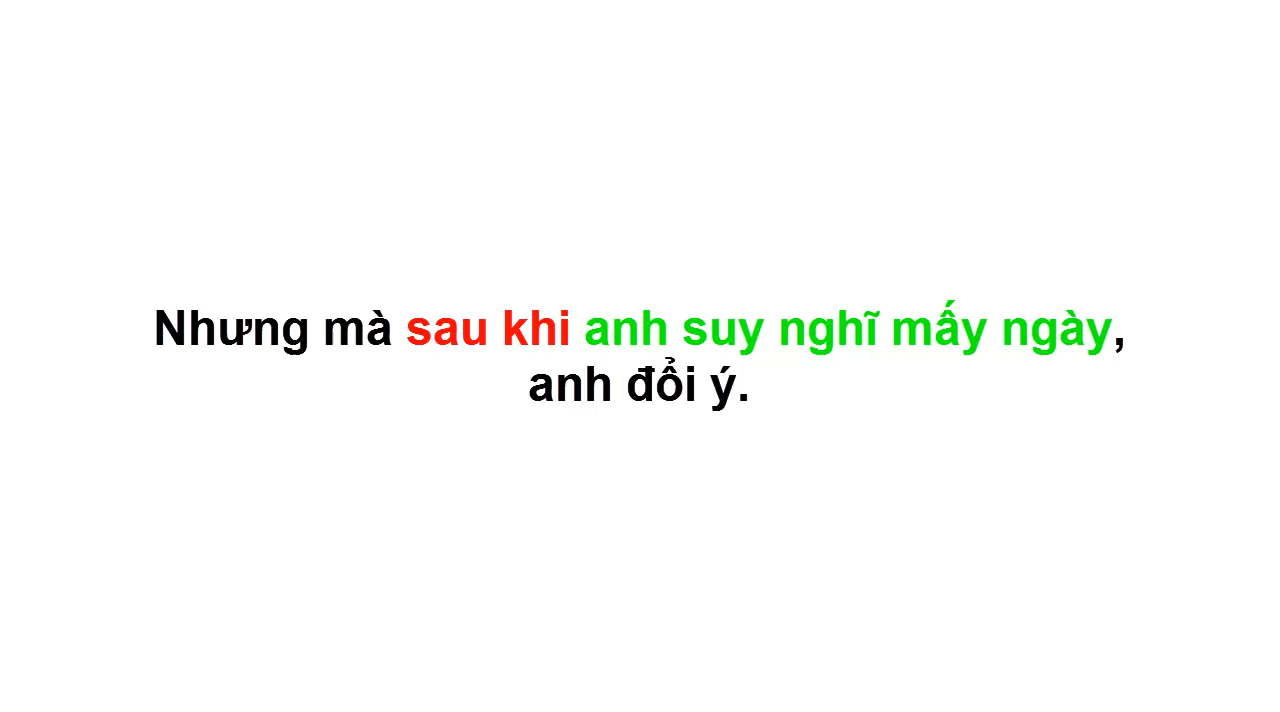 Nhưng mà sau khi anh suy nghĩ mấy ngày,
anh đổi ý.